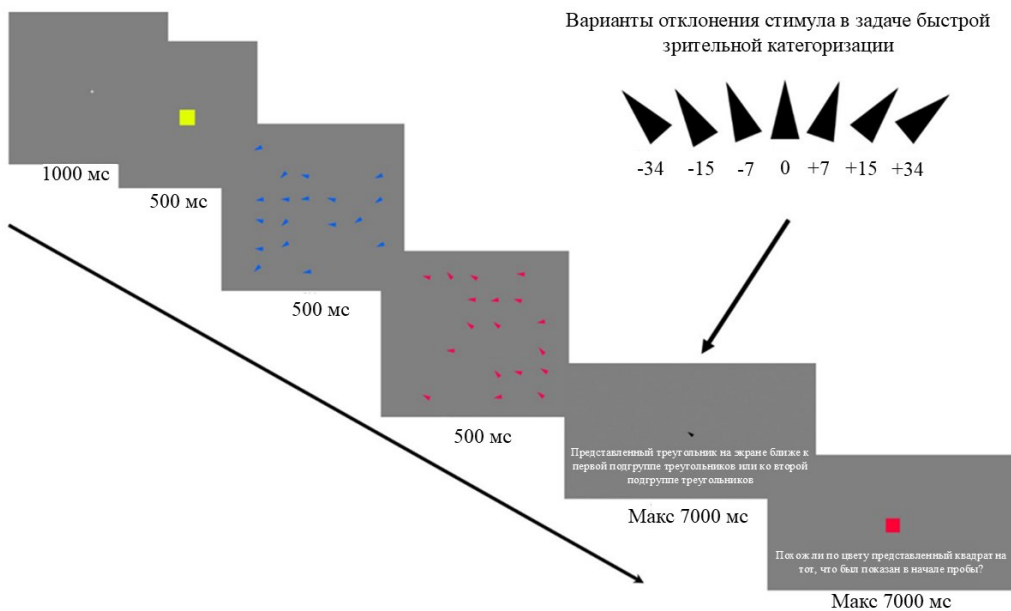 Варианты отклонения стимула в задаче быстрой
зрительной категоризации
-34 -15 -7 0 +7 +15 +34
1000 мс
500 мс
500 мс
500 мс
Представленный треугольник на экране ближе к
первой подгруппе треугольников или ко второй
подгруппе треугольников
Макс 7000 мс
Похож ли по цвету представленный квадрат на
тот, что был показан в начале пробы?
Макс 7000 мс